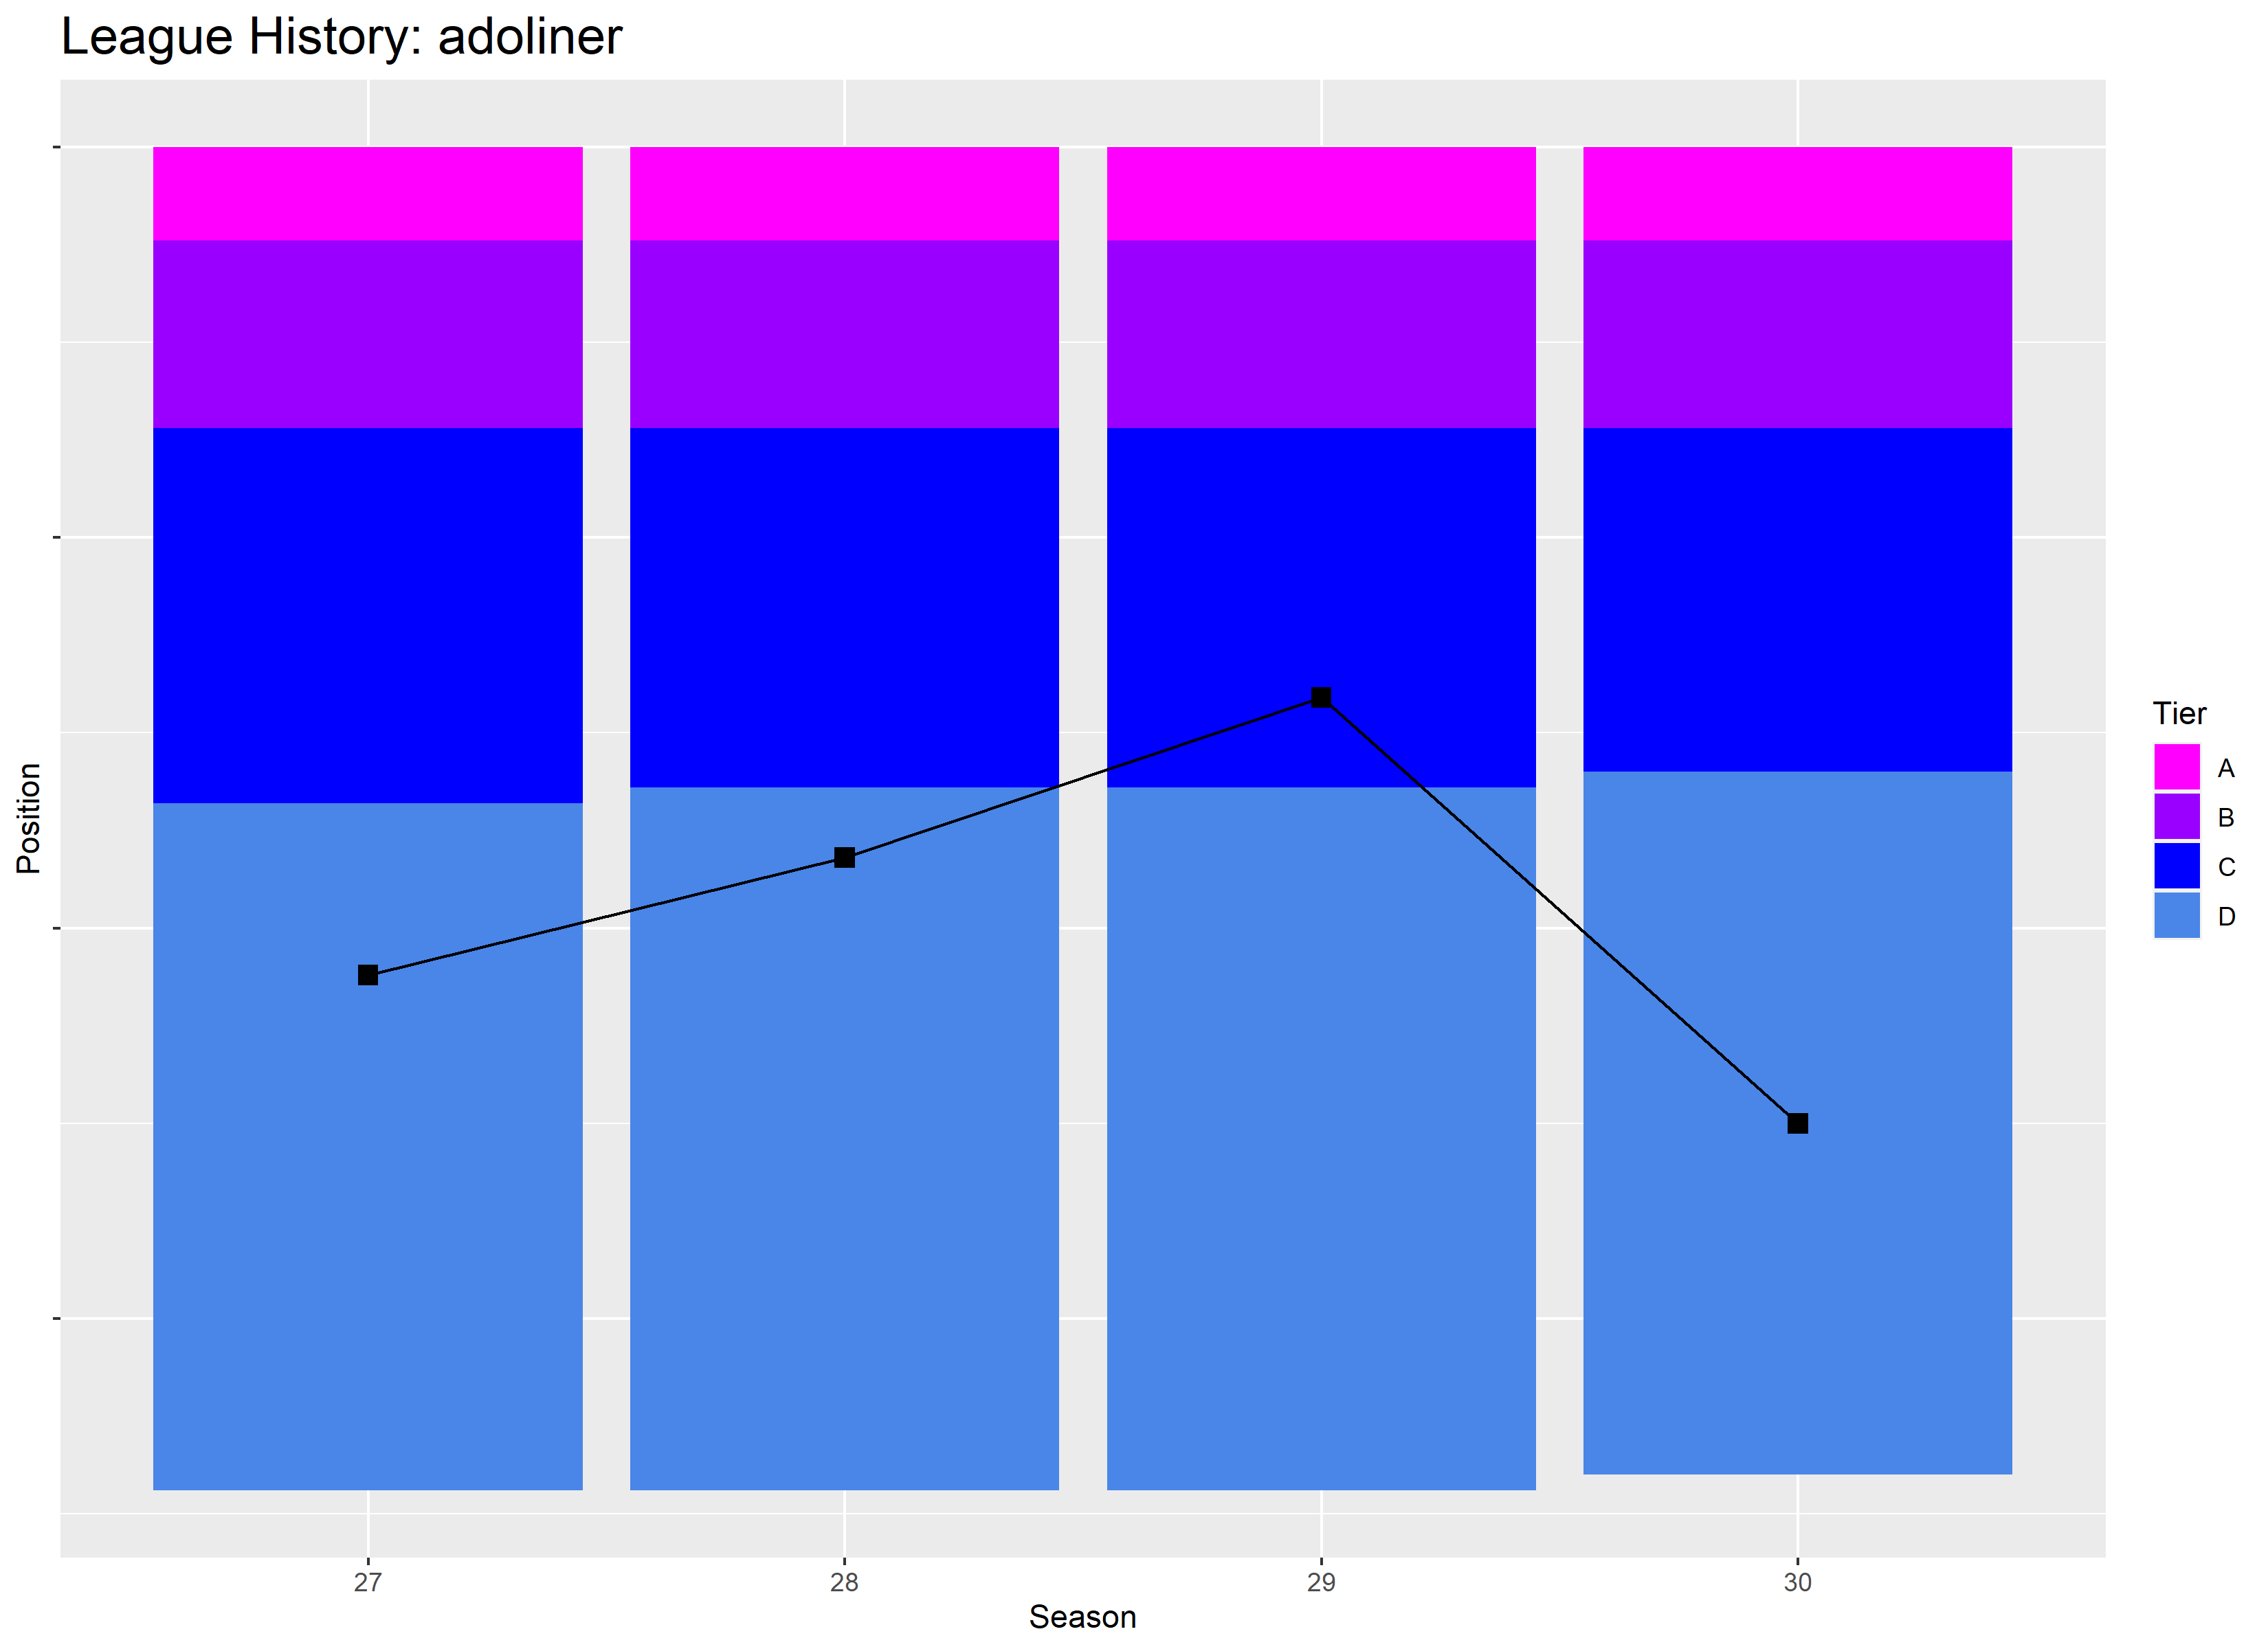 League History: adoliner
Position
Tier
A
B
C
D
27
28
29
30
Season